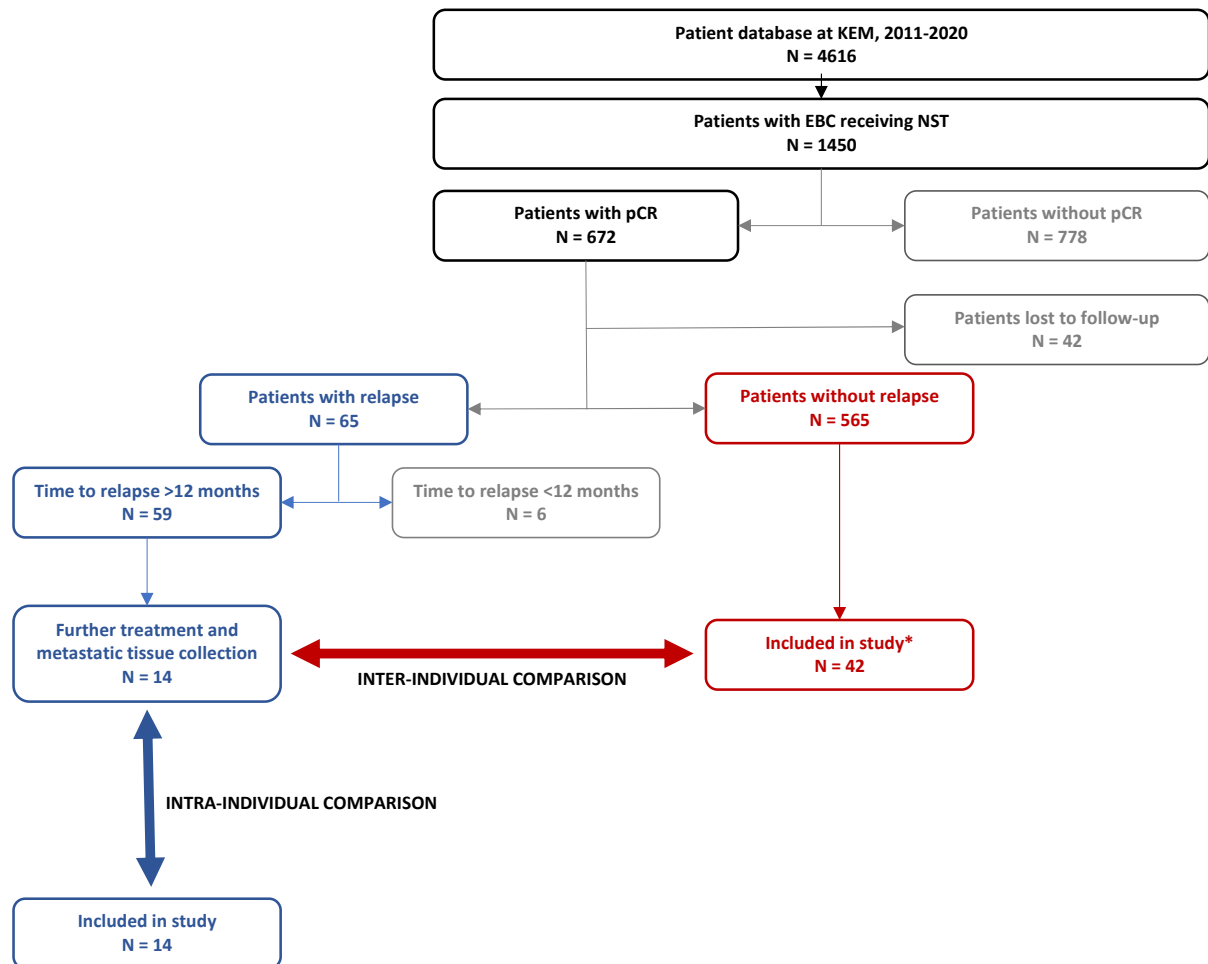 Patient database at KEM, 2011-2020
N = 4616
Patients with EBC receiving NST
N = 1450
Patients with pCR
N = 672
Patients without pCR
N = 778
Patients lost to follow-up
N = 42
Patients with relapse
N = 65
Patients without relapse
N = 565
Time to relapse >12 months
N = 59
Time to relapse <12 months
N = 6
Further treatment and
metastatic tissue collection
N = 14
INTER-INDIVIDUAL COMPARISON
Included in study*
N = 42
INTRA-INDIVIDUAL COMPARISON
Included in study
N = 14